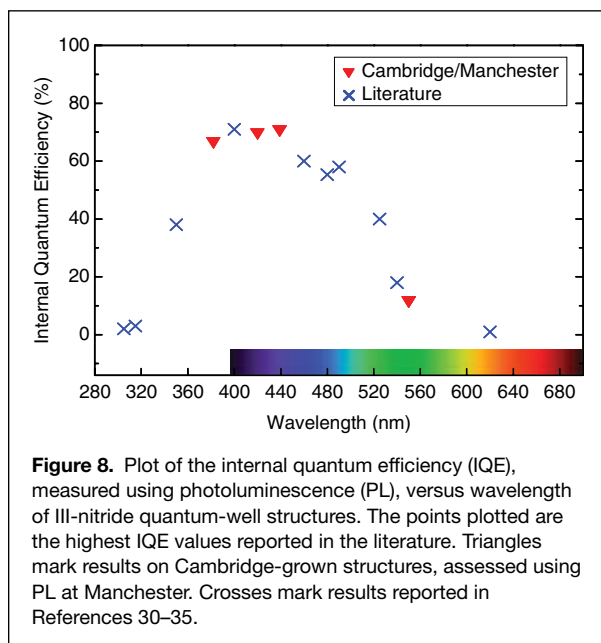 100
80
60
40
20
0
Internal Quantum Efficiency (%)
Cambridge/Manchester
Literature
280 320 360 400 440 480 520 560 600 640 680
Wavelength (nm)
Figure 8. Plot of the internal quantum efficiency (IQE),
measured using photoluminescence (PL), versus wavelength
of III-nitride quantum-well structures. The points plotted are
the highest IQE values reported in the literature. Triangles
mark results on Cambridge-grown structures, assessed using
PL at Manchester. Crosses mark results reported in
References 30–35.